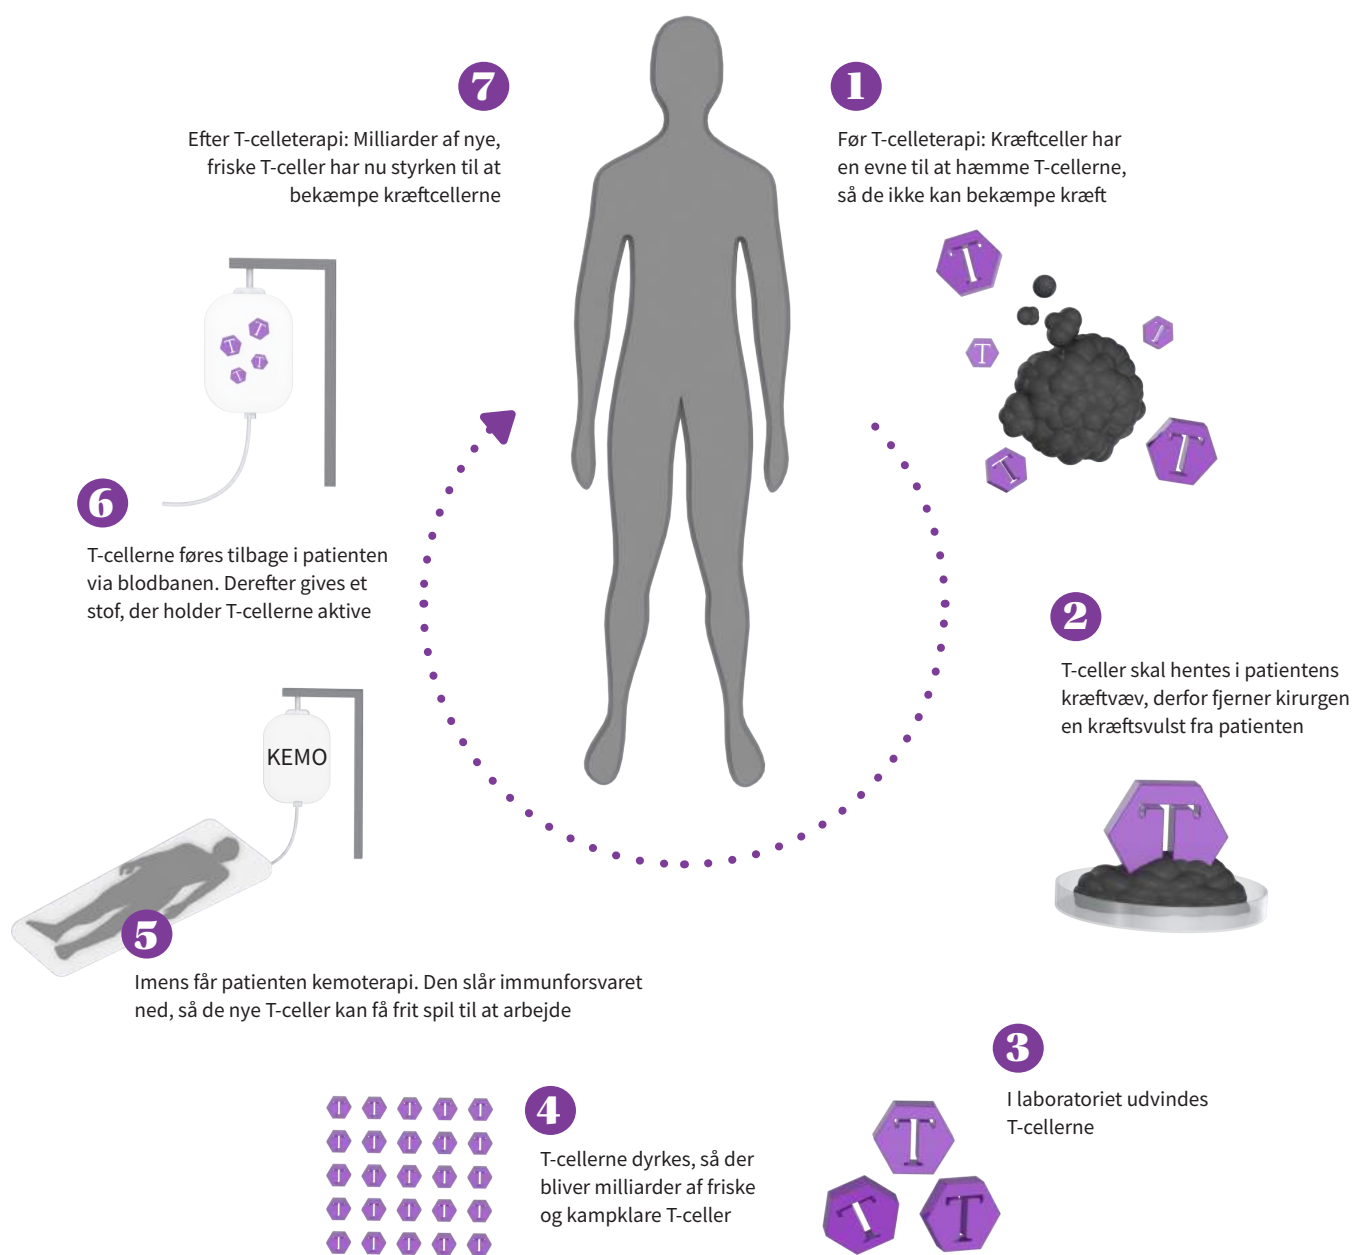 1
Før T-celleterapi: Kræftceller har
en evne til at hæmme T-cellerne,
så de ikke kan bekæmpe kræft
T
T
T
T
T
2
T-celler skal hentes i patientens
kræftvæv, derfor fjerner kirurgen
en kræftsvulst fra patienten
T
3
I laboratoriet udvindes
T-cellerne
T
T T
4
T-cellerne dyrkes, så der
bliver milliarder af friske
og kampklare T-celler
T T T T T
T T T T T
T T T T T
T T T T T
T T T T T
5
Imens får patienten kemoterapi. Den slår immunforsvaret
ned, så de nye T-celler kan få frit spil til at arbejde
KEMO
6
T-cellerne føres tilbage i patienten
via blodbanen. Derefter gives et
stof, der holder T-cellerne aktive
T
T
T
T
7
Efter T-celleterapi: Milliarder af nye,
friske T-celler har nu styrken til at
bekæmpe kræftcellerne